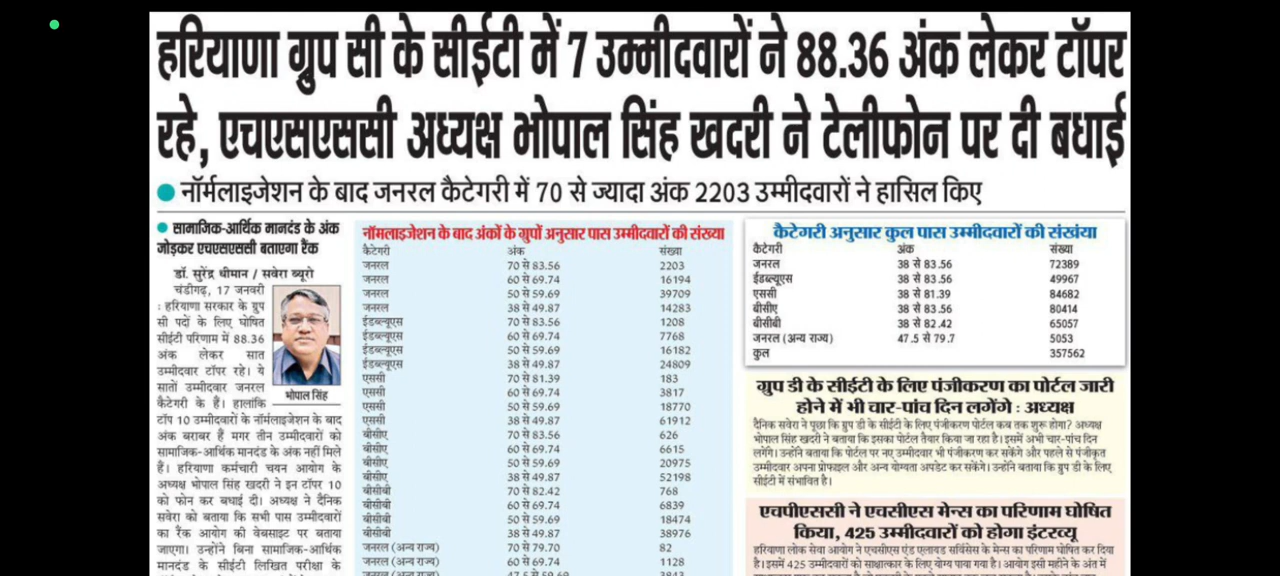 हरियाणा ग्रुप सी के सीईटी में 7 उम्मीदवारों ने 88.36 अंक लेकर टॉपर
रहे, एचएसएससी अध्यक्ष भोपाल सिंह खदरी ने टेलीफोन पर दी बधाई
नॉर्मलाइजेशन के बाद जनरल कैटेगरी में 70 से ज्यादा अंक 2203 उम्मीदवारों ने हासिल किए
सामाजिक-आर्थिक मानदंड के अंक
जोड़कर एचएसएससी बताएगा रैंक
डॉ. सुरेंद्र धीमान / सवेरा ब्यूरो
चंडीगढ़, 17 जनवरी
: हरियाणा सरकार के ग्रुप
सी पदों के लिए घोषित
सीईटी परिणाम में 88.36
अंक लेकर सात
उम्मीदवार टॉपर रहे। ये
सातों उम्मीदवार जनरल
कैटेगरी के हैं। हालांकि
भोपाल सिंह
टॉप 10 उम्मीदवारों के नॉर्मलाइजेशन के बाद
अंक बराबर हैं मगर तीन उम्मीदवारों को
सामाजिक-आर्थिक मानदंड के अंक नहीं मिले
हैं। हरियाणा कर्मचारी चयन आयोग के
अध्यक्ष भोपाल सिंह खदरी ने इन टॉपर 10
को फोन कर बधाई दी। अध्यक्ष ने दैनिक
सवेरा को बताया कि सभी पास उम्मीदवारों
का रैंक आयोग की वेबसाइट पर बताया
जाएगा। उन्होंने बिना सामाजिक-आर्थिक
मानदंड के सीईटी लिखित परीक्षा के
नॉमलाइजेशन के बाद अंकों के ग्रुपों अनुसार पास उम्मीदवारों की संख्या
कैटेगरी अंक संख्या
जनरल 70 से 83.56 2203
जनरल 60 से 69.74 16194
जनरल 50 से 59.69 39709
जनरल 38 से 49.87 14283
ईडब्ल्यूएस 70 से 83.56 1208
ईडब्ल्यूएस 60 से 69.74 7768
ईडब्ल्यूएस 50 से 59.69 16182
ईडब्ल्यूएस 38 से 49.87 24809
एससी 70 से 81.39 183
एससी 60 से 69.74 3817
एससी 50 से 59.69 18770
एससी 38 से 49.87 61912
बीसीए 70 से 83.56 626
बीसीए 60 से 69.74 6615
बीसीए 50 से 59.69 20975
बीसीए 38 से 49.87 52198
बीसीबी 70 से 82.42 768
बीसीबी 60 से 69.74 6839
बीसीबी 50 से 59.69 18474
बीसीबी 38 से 49.87 38976
जनरल (अन्य राज्य) 70 से 79.70 82
जनरल (अन्य राज्य) 60 से 69.74 1128
कैटेगरी अनुसार कुल पास उम्मीदवारों की संख्या
कैटेगरी अंक संख्या
जनरल 38 से 83.56 72389
ईडब्ल्यूएस 38 से 83.56 49967
एससी 38 से 81.39 84682
बीसीए 38 से 83.56 80414
बीसीबी 38 से 82.42 65057
जनरल (अन्य राज्य) 47.5 से 79.7 5053
कुल 357562
ग्रुप डी के सीईटी के लिए पंजीकरण का पोर्टल जारी
होने में भी चार-पांच दिन लगेंगे : अध्यक्ष
दैनिक सवेरा ने पूछा कि ग्रुप डी के सीईटी के लिए पंजीकरण पोर्टल कब तक शुरू होगा? अध्यक्ष
भोपाल सिंह खदरी ने बताया कि इसका पोर्टल तैयार किया जा रहा है। इसमें अभी चार-पांच दिन
लगेंगे। उन्होंने बताया कि पोर्टल पर नए उम्मीदवार भी पंजीकरण कर सकेंगे और पहले से पंजीकृत
उम्मीदवार अपना प्रोफाइल और अन्य योग्यता अपडेट कर सकेंगे। उन्होंने बताया कि ग्रुप डी के लिए
सीईटी में संभावित है।
एचपीएससी ने एचसीएस मेन्स का परिणाम घोषित
किया, 425 उम्मीदवारों को होगा इंटरव्यू
हरियाणा लोक सेवा आयोग ने एचसीएस एंड एलायड सर्विसेस के मेन्स का परिणाम घोषित कर दिया
है। इसमें 425 उम्मीदवारों को साक्षात्कार के लिए योग्य पाया गया है। आयोग इसी महीने के अंत में